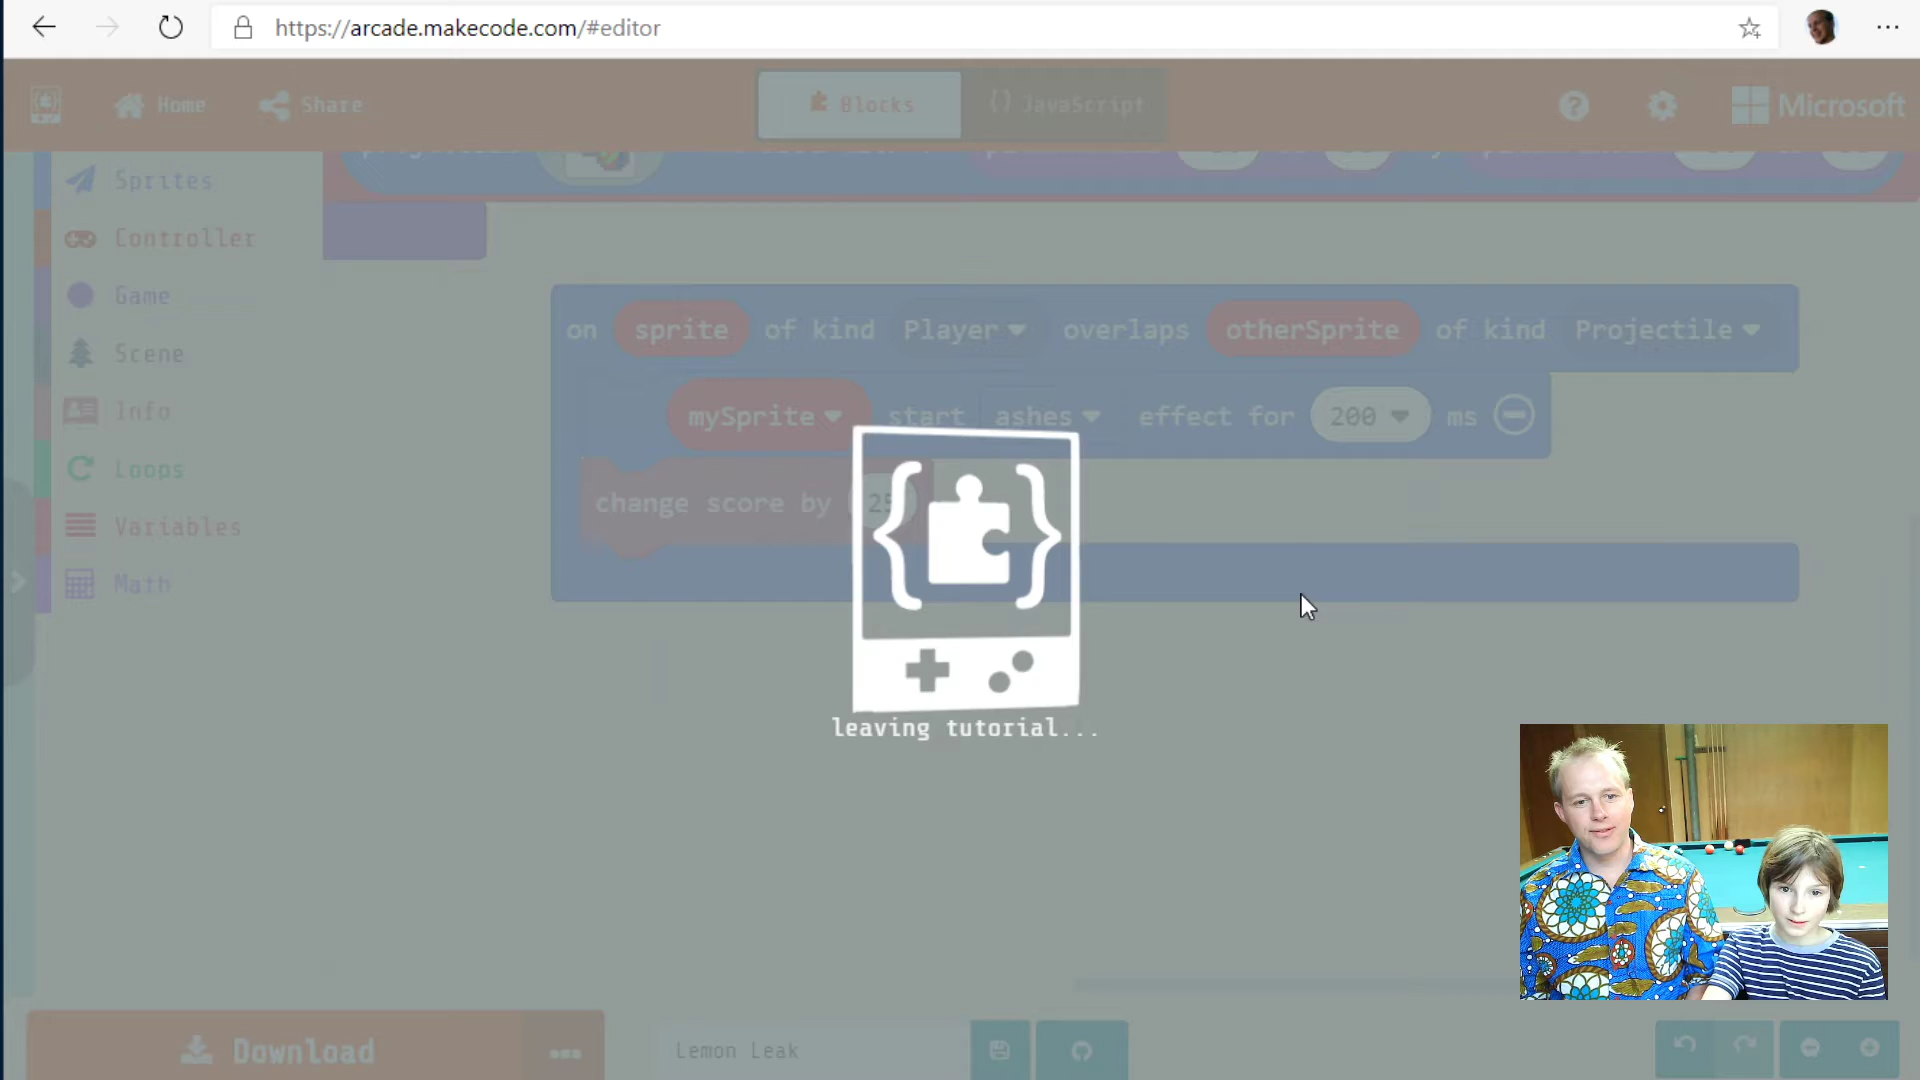 https://arcade.makecode.com/#editor
Home
Share
Blocks
{} JavaScript
Microsoft
Sprites
Controller
Game
Scene
Info
Loops
Variables
Math
on sprite of kind Player overlaps otherSprite of kind Projectile
mySprite start ashes effect for 200 ms
change score by 25
leaving tutorial...
Download
Lemon Leak